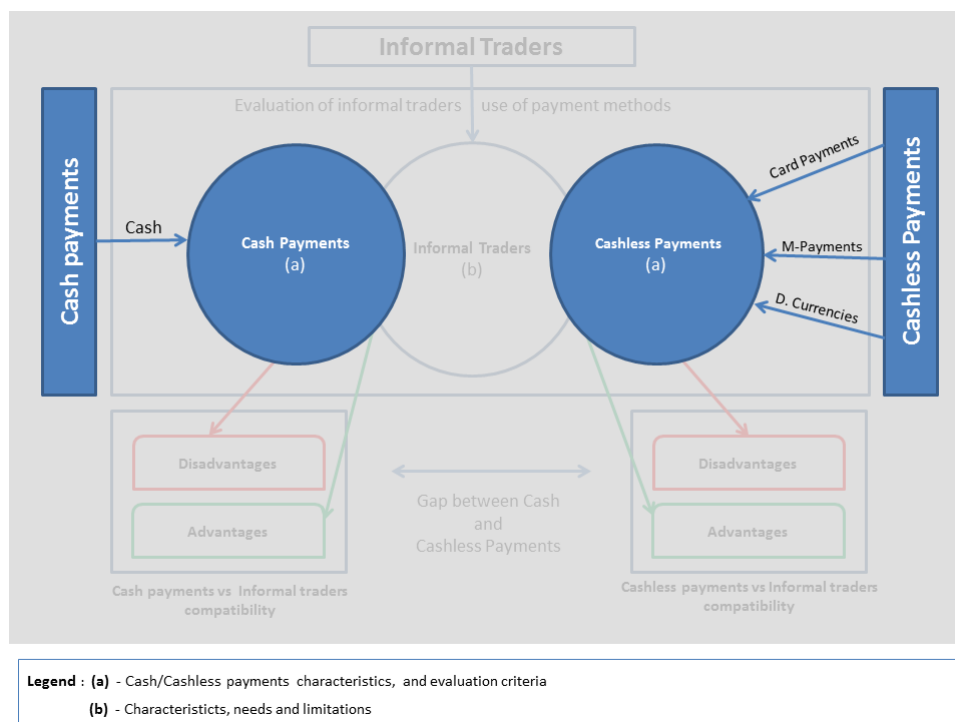 Informal Traders
Evaluation of informal traders use of payment methods
Cash payments
Cashless Payments
Cash
Card Payments
M-Payments
D. Currencies
Cash Payments
(a)
Informal Traders
(b)
Cashless Payments
(a)
Disadvantages
Advantages
Cash payments vs Informal traders
compatibility
Gap between Cash
and
Cashless Payments
Disadvantages
Advantages
Cashless payments vs Informal traders
compatibility
Legend : (a) - Cash/Cashless payments characteristics, and evaluation criteria
(b) - Characteristicts, needs and limitations